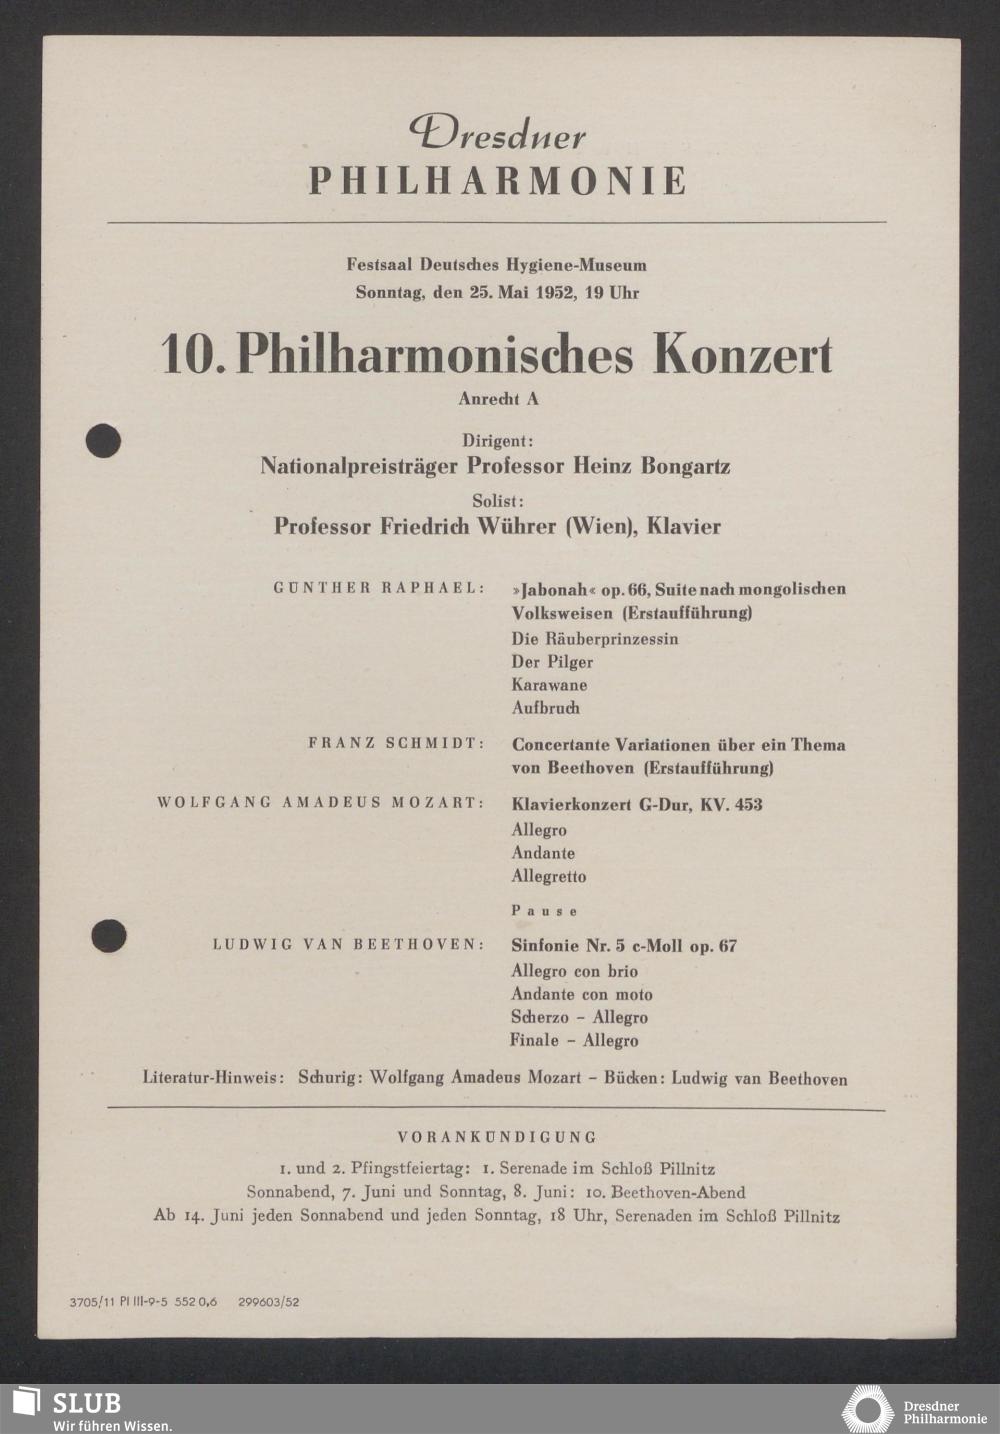 Dresdner
PHILHARMONIE
Festsaal Deutsches Hygiene-Museum
Sonntag, den 25. Mai 1952, 19 Uhr
10. Philharmonisches Konzert
Anrecht A
Dirigent:
Nationalpreisträger Professor Heinz Bongartz
Solist:
Professor Friedrich Wührer (Wien), Klavier
GÜNTHER RAPHAEL: »Jabonah« op. 66, Suite nach mongolischen
Volksweisen (Erstaufführung)
Die Räuberprinzessin
Der Pilger
Karawane
Aufbruch
FRANZ SCHMIDT: Concertante Variationen über ein Thema
von Beethoven (Erstaufführung)
WOLFGANG AMADEUS MOZART: Klavierkonzert G-Dur, KV. 453
Allegro
Andante
Allegretto
Pause
LUDWIG VAN BEETHOVEN: Sinfonie Nr. 5 c-Moll op. 67
Allegro con brio
Andante con moto
Scherzo – Allegro
Finale – Allegro
Literatur-Hinweis: Schurig: Wolfgang Amadeus Mozart – Bücken: Ludwig van Beethoven
VORANKÜNDIGUNG
1. und 2. Pfingstfeiertag: 1. Serenade im Schloß Pillnitz
Sonnabend, 7. Juni und Sonntag, 8. Juni: 10. Beethoven-Abend
Ab 14. Juni jeden Sonnabend und jeden Sonntag, 18 Uhr, Serenaden im Schloß Pillnitz
3705/11 Pl III-9-5 552 0,6 299603/52
SLUB
Wir führen Wissen.
Dresdner
Philharmonie